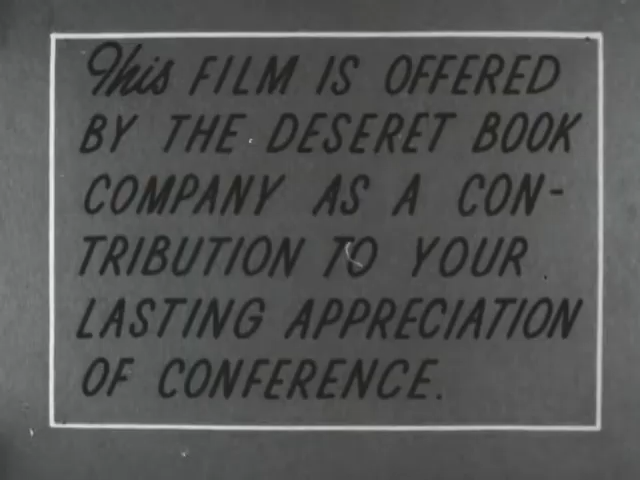 This FILM IS OFFERED
BY THE DESERET BOOK
COMPANY AS A CON-
TRIBUTION TO YOUR
LASTING APPRECIATION
OF CONFERENCE.